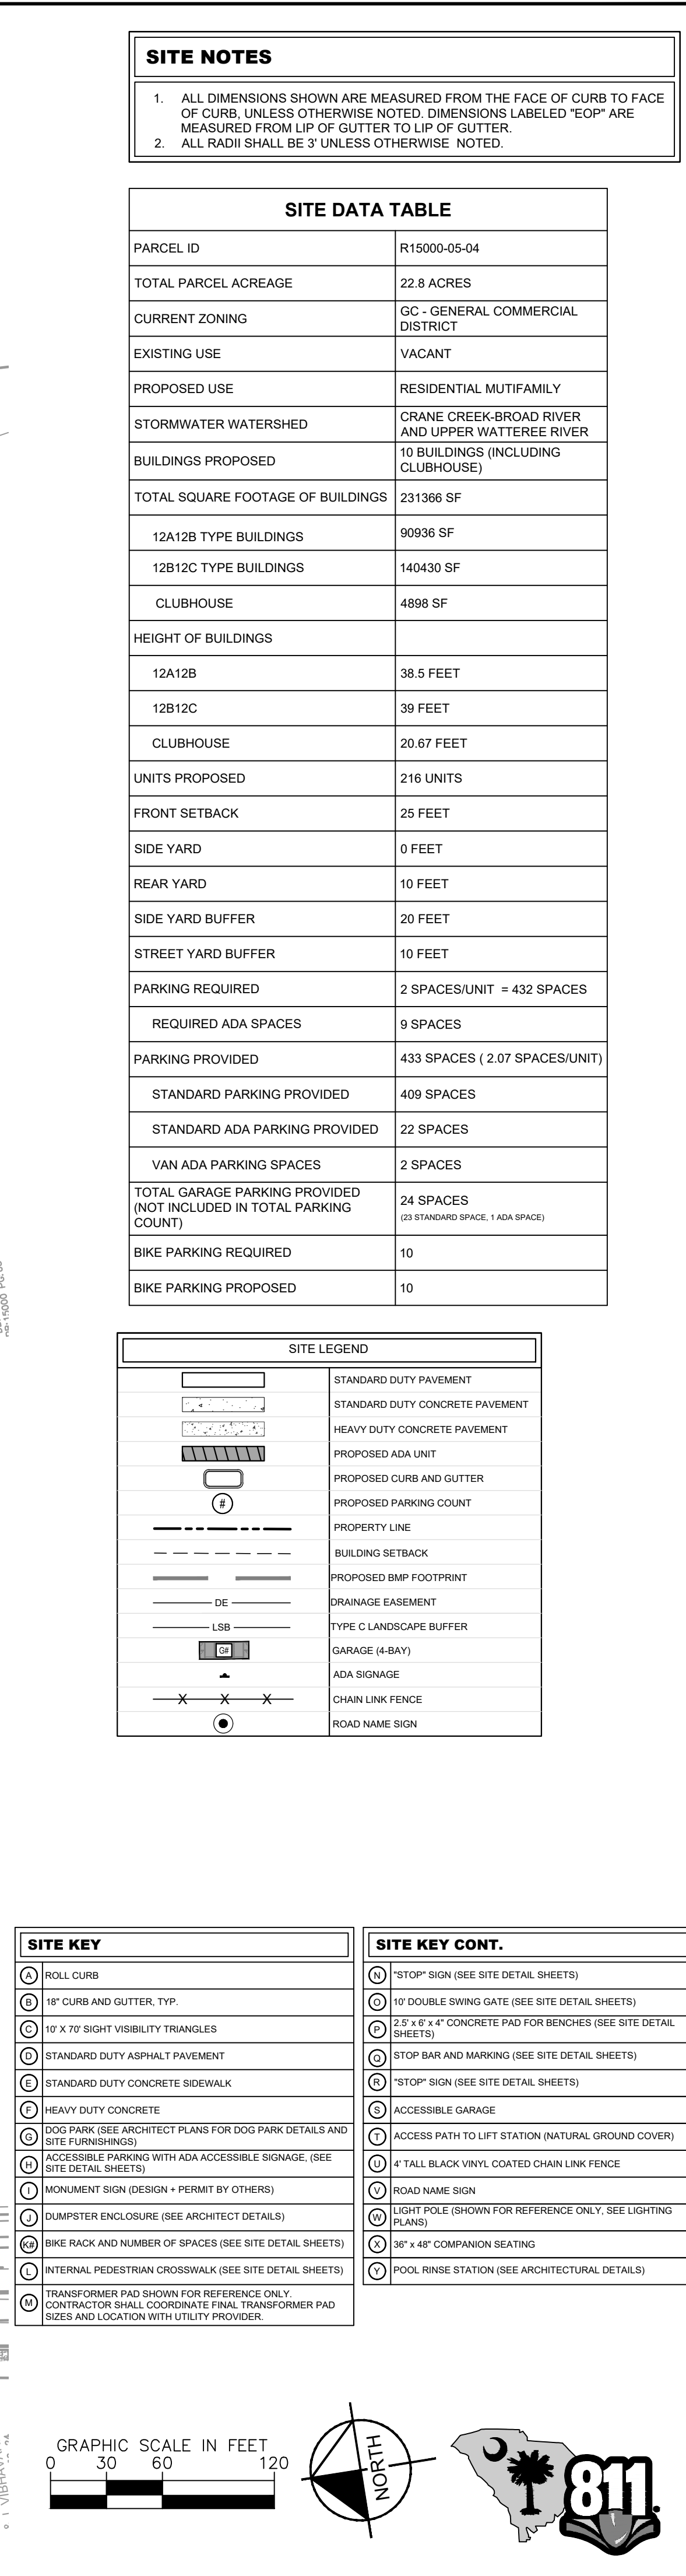 SITE NOTES
1. ALL DIMENSIONS SHOWN ARE MEASURED FROM THE FACE OF CURB TO FACE
OF CURB, UNLESS OTHERWISE NOTED. DIMENSIONS LABELED "EOP" ARE
MEASURED FROM LIP OF GUTTER TO LIP OF GUTTER.
2. ALL RADII SHALL BE 3' UNLESS OTHERWISE NOTED.
SITE DATA TABLE
PARCEL ID R15000-05-04
TOTAL PARCEL ACREAGE 22.8 ACRES
CURRENT ZONING GC - GENERAL COMMERCIAL
DISTRICT
EXISTING USE VACANT
PROPOSED USE RESIDENTIAL MUTIFAMILY
STORMWATER WATERSHED CRANE CREEK-BROAD RIVER
AND UPPER WATTEREE RIVER
BUILDINGS PROPOSED 10 BUILDINGS (INCLUDING
CLUBHOUSE)
TOTAL SQUARE FOOTAGE OF BUILDINGS 231366 SF
12A12B TYPE BUILDINGS 90936 SF
12B12C TYPE BUILDINGS 140430 SF
CLUBHOUSE 4898 SF
HEIGHT OF BUILDINGS
12A12B 38.5 FEET
12B12C 39 FEET
CLUBHOUSE 20.67 FEET
UNITS PROPOSED 216 UNITS
FRONT SETBACK 25 FEET
SIDE YARD 0 FEET
REAR YARD 10 FEET
SIDE YARD BUFFER 20 FEET
STREET YARD BUFFER 10 FEET
PARKING REQUIRED 2 SPACES/UNIT = 432 SPACES
REQUIRED ADA SPACES 9 SPACES
PARKING PROVIDED 433 SPACES ( 2.07 SPACES/UNIT)
STANDARD PARKING PROVIDED 409 SPACES
STANDARD ADA PARKING PROVIDED 22 SPACES
VAN ADA PARKING SPACES 2 SPACES
TOTAL GARAGE PARKING PROVIDED
(NOT INCLUDED IN TOTAL PARKING
COUNT)
24 SPACES
(23 STANDARD SPACE, 1 ADA SPACE)
BIKE PARKING REQUIRED 10
BIKE PARKING PROPOSED 10
SITE LEGEND
STANDARD DUTY PAVEMENT
STANDARD DUTY CONCRETE PAVEMENT
HEAVY DUTY CONCRETE PAVEMENT
PROPOSED ADA UNIT
PROPOSED CURB AND GUTTER
# PROPOSED PARKING COUNT
PROPERTY LINE
BUILDING SETBACK
PROPOSED BMP FOOTPRINT
DE DRAINAGE EASEMENT
LSB TYPE C LANDSCAPE BUFFER
G# GARAGE (4-BAY)
ADA SIGNAGE
X X X CHAIN LINK FENCE
ROAD NAME SIGN
SITE KEY
A ROLL CURB
B 18" CURB AND GUTTER, TYP.
C 10' X 70' SIGHT VISIBILITY TRIANGLES
D STANDARD DUTY ASPHALT PAVEMENT
E STANDARD DUTY CONCRETE SIDEWALK
F HEAVY DUTY CONCRETE
G DOG PARK (SEE ARCHITECT PLANS FOR DOG PARK DETAILS AND
SITE FURNISHINGS)
H ACCESSIBLE PARKING WITH ADA ACCESSIBLE SIGNAGE, (SEE
SITE DETAIL SHEETS)
I MONUMENT SIGN (DESIGN + PERMIT BY OTHERS)
J DUMPSTER ENCLOSURE (SEE ARCHITECT DETAILS)
K# BIKE RACK AND NUMBER OF SPACES (SEE SITE DETAIL SHEETS)
L INTERNAL PEDESTRIAN CROSSWALK (SEE SITE DETAIL SHEETS)
M TRANSFORMER PAD SHOWN FOR REFERENCE ONLY.
CONTRACTOR SHALL COORDINATE FINAL TRANSFORMER PAD
SIZES AND LOCATION WITH UTILITY PROVIDER.
SITE KEY CONT.
N "STOP" SIGN (SEE SITE DETAIL SHEETS)
O 10' DOUBLE SWING GATE (SEE SITE DETAIL SHEETS)
P 2.5' x 6' x 4" CONCRETE PAD FOR BENCHES (SEE SITE DETAIL
SHEETS)
Q STOP BAR AND MARKING (SEE SITE DETAIL SHEETS)
R "STOP" SIGN (SEE SITE DETAIL SHEETS)
S ACCESSIBLE GARAGE
T ACCESS PATH TO LIFT STATION (NATURAL GROUND COVER)
U 4' TALL BLACK VINYL COATED CHAIN LINK FENCE
V ROAD NAME SIGN
W LIGHT POLE (SHOWN FOR REFERENCE ONLY, SEE LIGHTING
PLANS)
X 36" x 48" COMPANION SEATING
Y POOL RINSE STATION (SEE ARCHITECTURAL DETAILS)
GRAPHIC SCALE IN FEET
0 30 60 120
NORTH
811